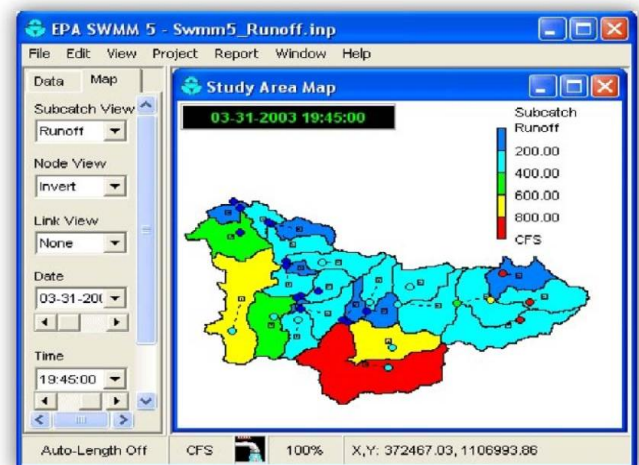 EPA SWMM 5 - Swmm5_Runoff.inp
File Edit View Project Report Window Help
Data Map
Subcatch View
Runoff
Node View
Invert
Link View
None
Date
03-31-200
Time
19:45:00
Study Area Map
03-31-2003 19:45:00
Subcatch
Runoff
200.00
400.00
600.00
800.00
CFS
Auto-Length Off CFS 100% X,Y: 372467.03, 1106993.86